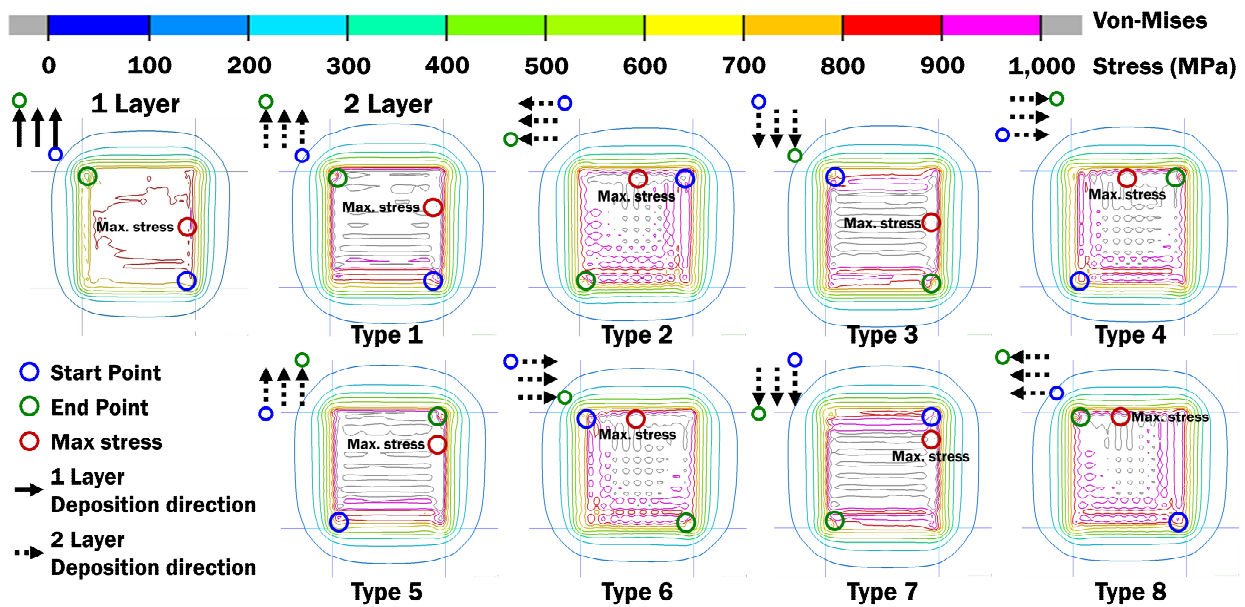 Von-Mises
0 100 200 300 400 500 600 700 800 900 1,000 Stress (MPa)
1 Layer
2 Layer
Max. stress
Max. stress
Max. stress
Max. stress
Max. stress
Type 1
Type 2
Type 3
Type 4
Start Point
End Point
Max stress
1 Layer
Deposition direction
2 Layer
Deposition direction
Max. stress
Max. stress
Max. stress
Max. stress
Type 5
Type 6
Type 7
Type 8